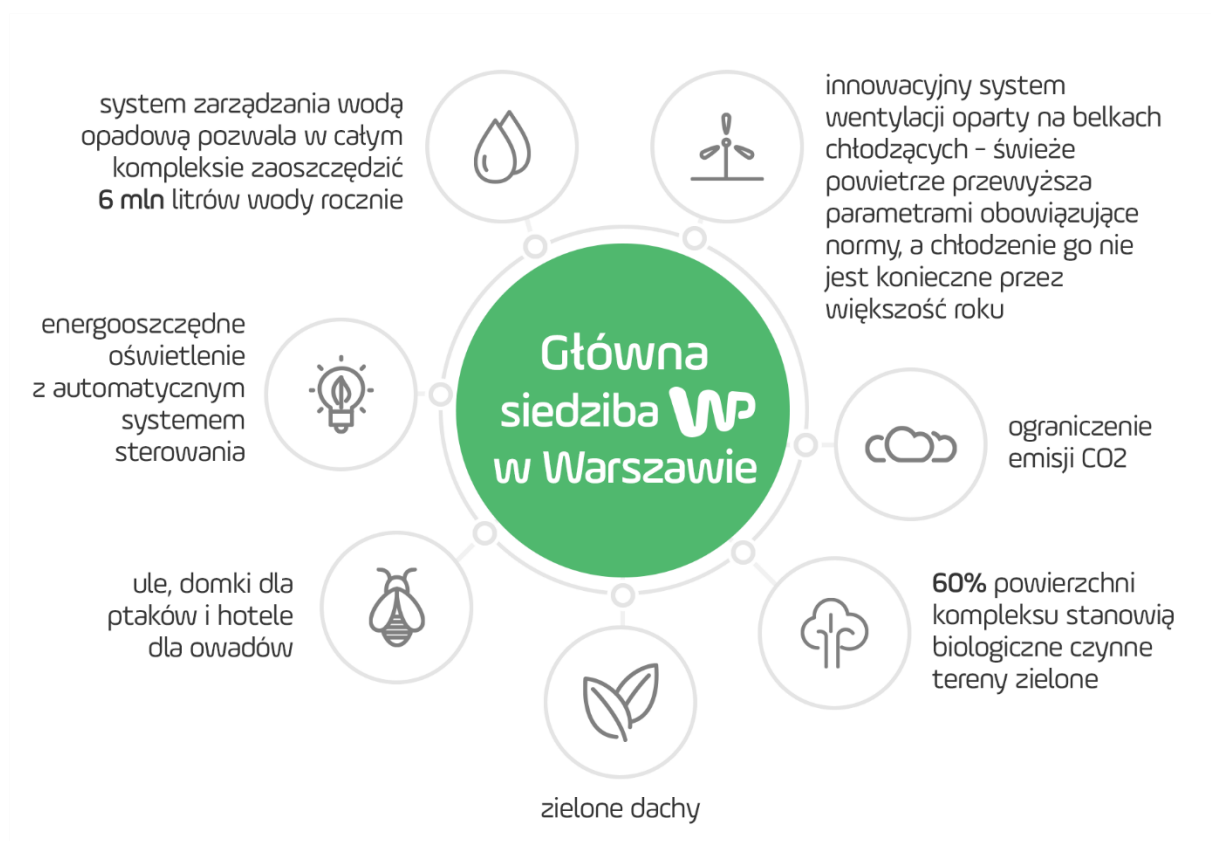 system zarządzania wodą
opadową pozwala w całym
kompleksie zaoszczędzić
6 mln litrów wody rocznie
innowacyjny system
wentylacji oparty na belkach
chłodzących - świeże
powietrze przewyższa
parametrami obowiązujące
normy, a chłodzenie go nie
jest konieczne przez
większość roku
energooszczędne
oświetlenie
z automatycznym
systemem
sterowania
Główna
siedziba WP
w Warszawie
ograniczenie
emisji CO2
ule, domki dla
ptaków i hotele
dla owadów
60% powierzchni
kompleksu stanowią
biologiczne czynne
tereny zielone
zielone dachy